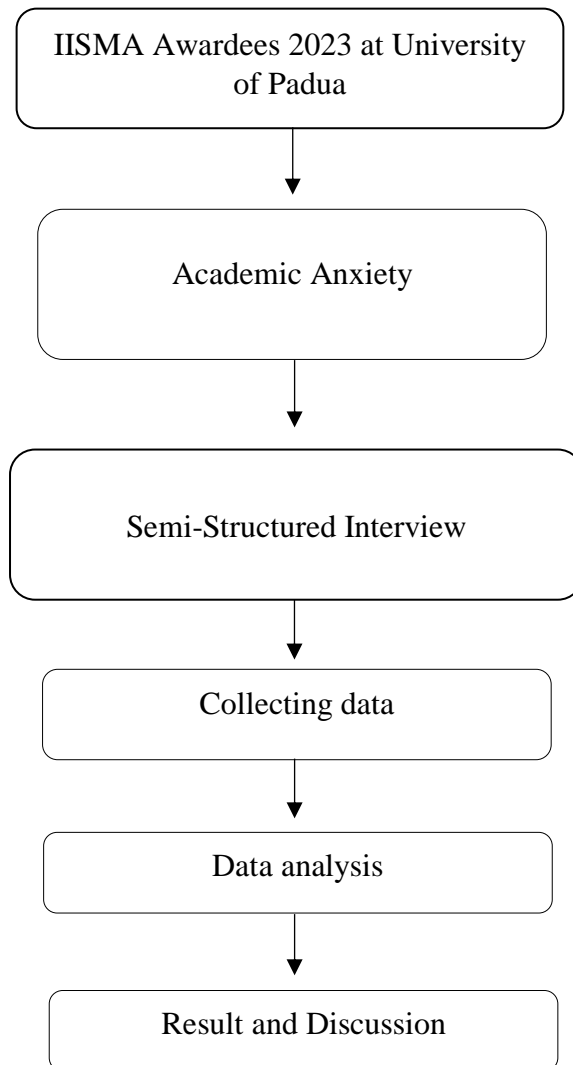 IISMA Awardees 2023 at University
of Padua
Academic Anxiety
Semi-Structured Interview
Collecting data
Data analysis
Result and Discussion